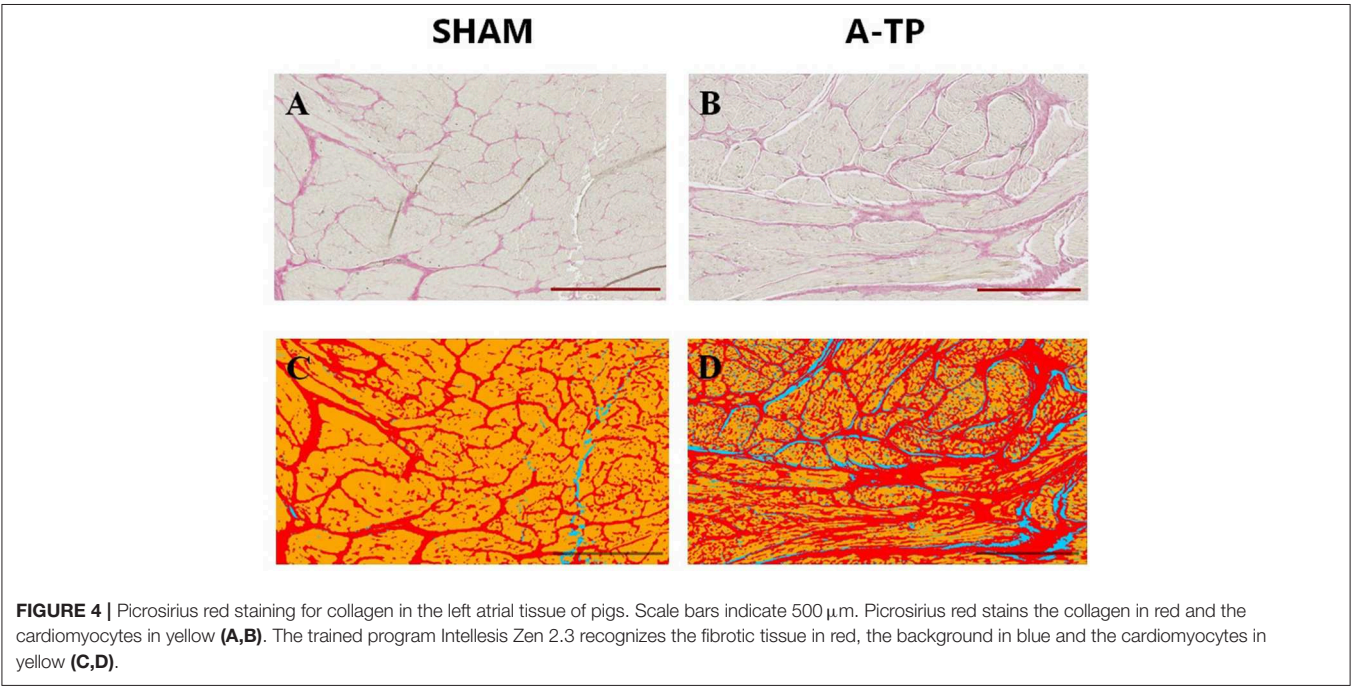 SHAM A-TP
A B
C D
FIGURE 4 | Picrosirius red staining for collagen in the left atrial tissue of pigs. Scale bars indicate 500 μm. Picrosirius red stains the collagen in red and the
cardiomyocytes in yellow (A,B). The trained program Intellesis Zen 2.3 recognizes the fibrotic tissue in red, the background in blue and the cardiomyocytes in
yellow (C,D).